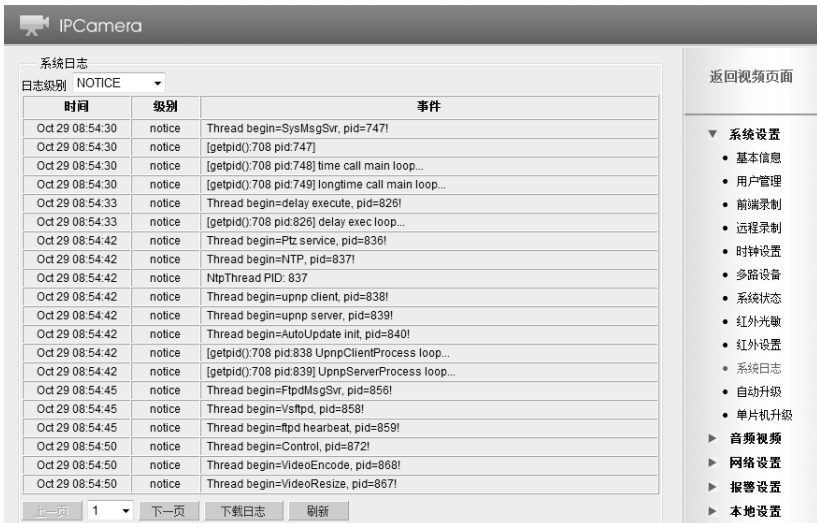 IPCamera
系统日志
日志级别 NOTICE
时间 级别 事件
Oct 29 08:54:30 notice Thread begin=SysMsgSvr, pid=747!
Oct 29 08:54:30 notice [getpid():708 pid:747]
Oct 29 08:54:30 notice [getpid():708 pid:748] time call main loop...
Oct 29 08:54:30 notice [getpid():708 pid:749] longtime call main loop...
Oct 29 08:54:33 notice Thread begin=delay execute, pid=826!
Oct 29 08:54:33 notice [getpid():708 pid:826] delay exec loop...
Oct 29 08:54:42 notice Thread begin=Ptz service, pid=836!
Oct 29 08:54:42 notice Thread begin=NTP, pid=837!
Oct 29 08:54:42 notice NtpThread PID: 837
Oct 29 08:54:42 notice Thread begin=upnp client, pid=838!
Oct 29 08:54:42 notice Thread begin=upnp server, pid=839!
Oct 29 08:54:42 notice Thread begin=AutoUpdate init, pid=840!
Oct 29 08:54:42 notice [getpid():708 pid:838 UpnpClientProcess loop...
Oct 29 08:54:42 notice [getpid():708 pid:839] UpnpServerProcess loop...
Oct 29 08:54:45 notice Thread begin=FtpdMsgSvr, pid=856!
Oct 29 08:54:45 notice Thread begin=Vsftpd, pid=858!
Oct 29 08:54:45 notice Thread begin=ftpd hearbeat, pid=859!
Oct 29 08:54:50 notice Thread begin=Control, pid=872!
Oct 29 08:54:50 notice Thread begin=VideoEncode, pid=868!
Oct 29 08:54:50 notice Thread begin=VideoResize, pid=867!
上一页 1 下一页 下载日志 刷新
返回视频页面
系统设置
基本信息
用户管理
前端录制
远程录制
时钟设置
多路设备
系统状态
红外光敏
红外设置
系统日志
自动升级
单片机升级
音频视频
网络设置
报警设置
本地设置